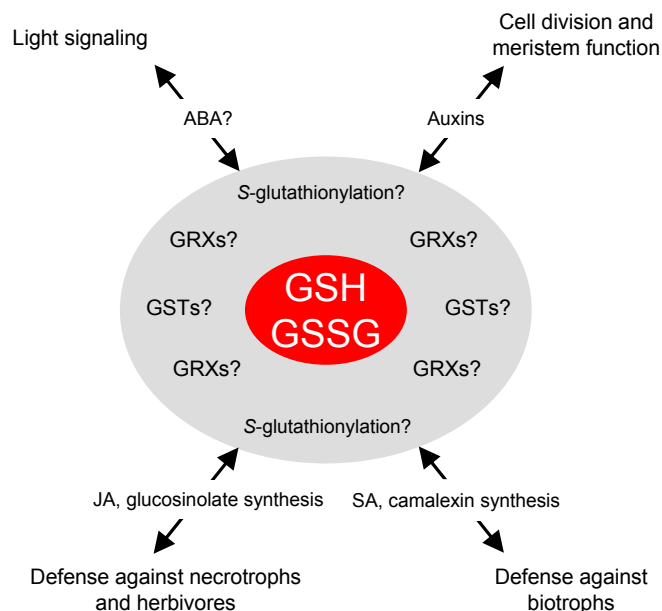 Light signaling
Cell division and
meristem function
ABA?
Auxins
S-glutathionylation?
GRXs?
GRXs?
GSH
GSTs?
GSTs?
GSSG
GRXs?
GRXs?
S-glutathionylation?
JA, glucosinolate synthesis
SA, camalexin synthesis
Defense against necrotrophs
and herbivores
Defense against
biotrophs